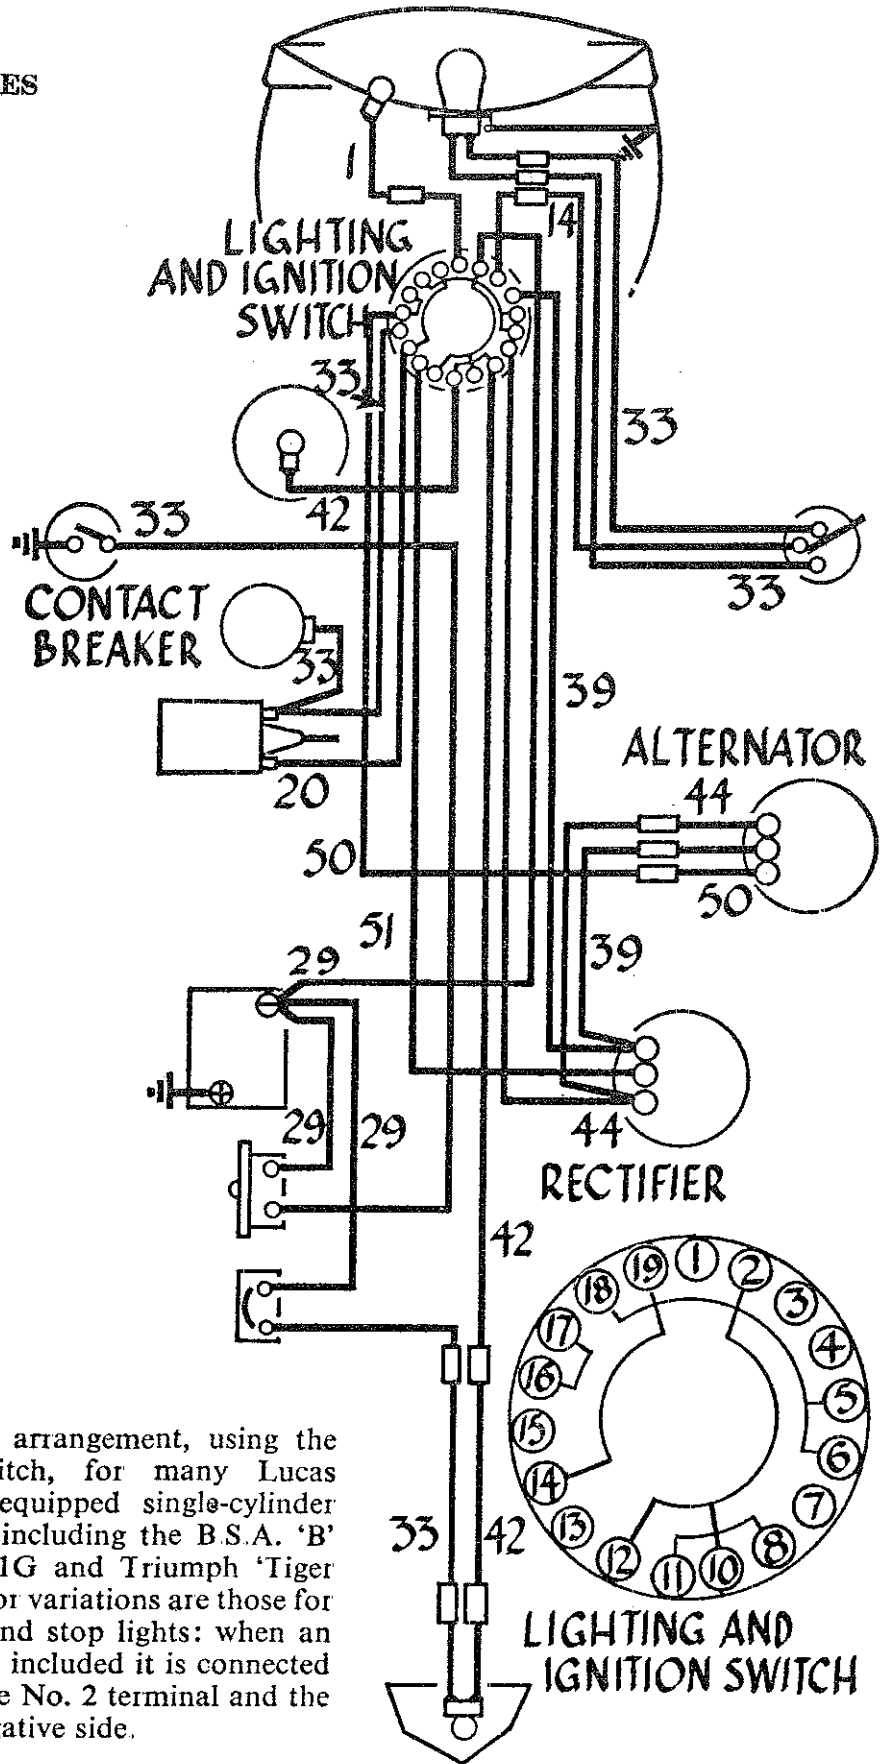 ES
1
14
LIGHTING
AND IGNITION
SWITCH
33
33
42
33
33
CONTACT
BREAKER
33
39
ALTERNATOR
20
44
50
50
51
29
39
29
29
44
RECTIFIER
42
1
2
3
4
5
6
7
8
10
11
12
13
14
15
16
17
18
19
arrangement, using the
itch, for many Lucas
equipped single-cylinder
including the B.S.A. ‘B’
1G and Triumph ‘Tiger
or variations are those for
nd stop lights: when an
included it is connected
e No. 2 terminal and the
gative side.
33
42
LIGHTING AND
IGNITION SWITCH